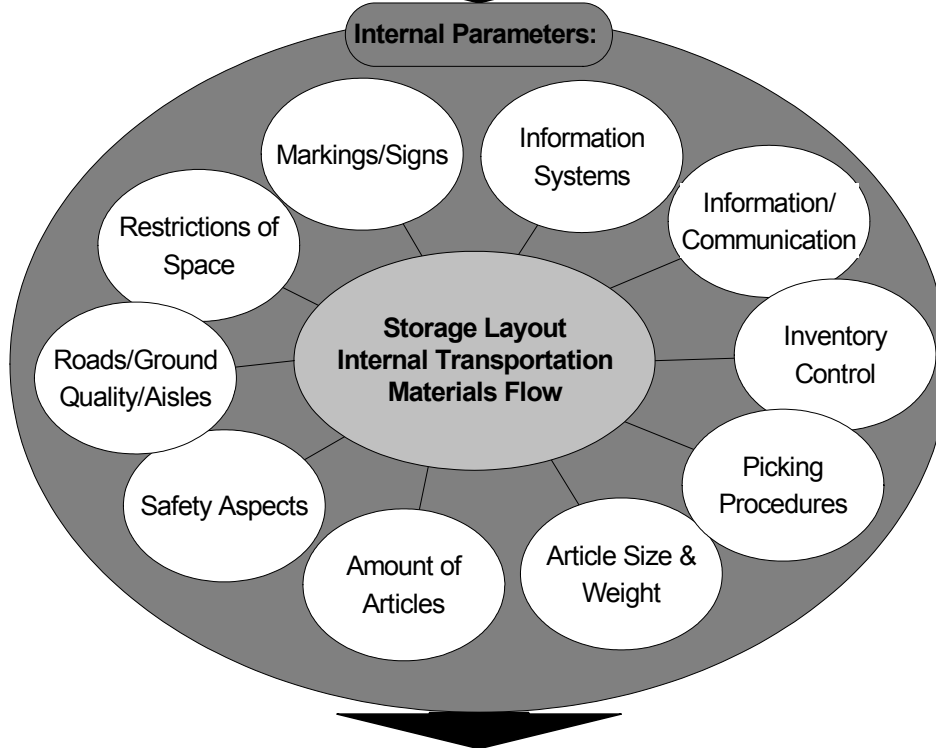 Internal Parameters:
Markings/Signs
Information
Systems
Information/
Communication
Restrictions of
Space
Storage Layout
Internal Transportation
Materials Flow
Inventory
Control
Roads/Ground
Quality/Aisles
Picking
Procedures
Safety Aspects
Article Size &
Weight
Amount of
Articles